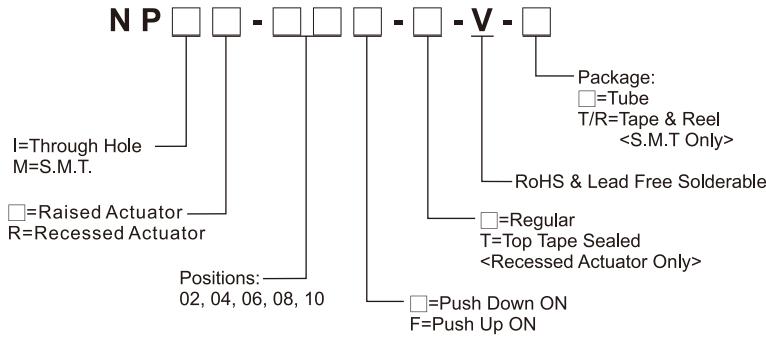 NP□□-□□□-□-V-□
Package:
□=Tube
T/R=Tape & Reel
<S.M.T Only>
I=Through Hole
M=S.M.T.
RoHS & Lead Free Solderable
□=Raised Actuator
R=Recessed Actuator
□=Regular
T=Top Tape Sealed
<Recessed Actuator Only>
Positions:
02, 04, 06, 08, 10
□=Push Down ON
F=Push Up ON